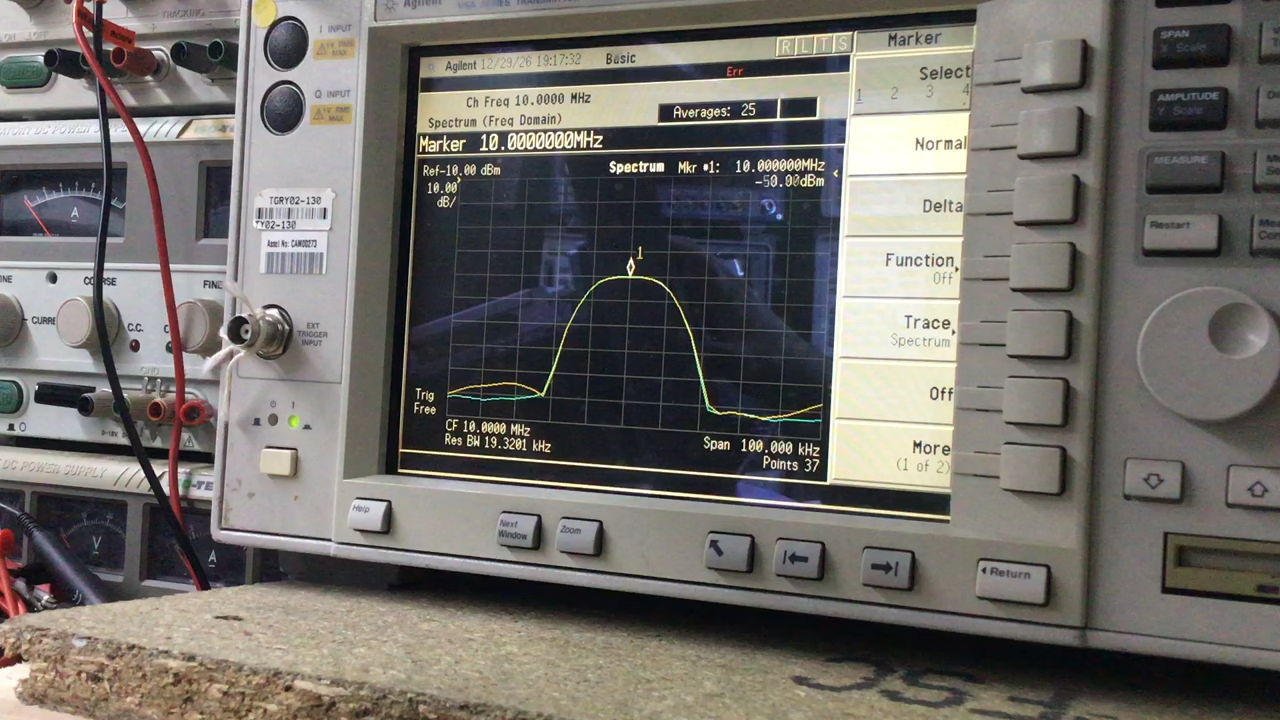 Agilent
TRACKING
I INPUT
Q INPUT
Agilent 12/29/26 19:17:32 Basic
R L T S
Err
Ch Freq 10.0000 MHz
Spectrum (Freq Domain)
Averages: 25
Marker 10.0000000MHz
Ref-10.00 dBm
10.00
dB/
Spectrum Mkr #1: 10.000000MHz
1
Trig
Free
CF 10.0000 MHz
Res BW 19.3201 kHz
Span 100.000 kHz
Points 37
Marker
Select
1 2 3 4
Normal
Delta
Function
Off
Trace
Spectrum
Off
More
(1 of 2)
SPAN
X Scale
AMPLITUDE
Y Scale
MEASURE
Restart
TGRY02-130
TY02-130
Asset No: CAM00273
EXT
TRIGGER
INPUT
A
FINE
C.C.
GND
DC POWER SUPPLY
V
A
Help
Next
Window
Zoom
Return